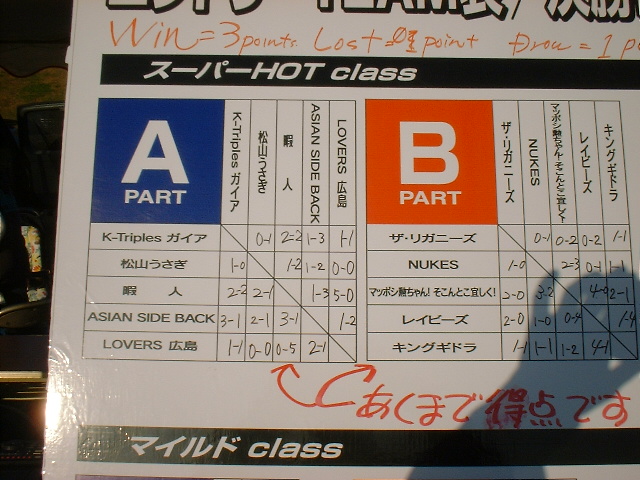 Win = 3 points. Lost = 0 point Drow = 1 po
スーパーHOT class
A PART
K-Triples ガイア 松山うさぎ 暇人 ASIAN SIDE BACK LOVERS 広島
K-Triples ガイア 0-1 2-2 1-3 1-1
松山うさぎ 1-0 1-2 1-2 0-0
暇人 2-2 2-1 1-3 5-0
ASIAN SIDE BACK 3-1 2-1 3-1 1-2
LOVERS 広島 1-1 0-0 0-5 2-1
B PART
ザ・リガニーズ NUKES マツボシ勲ちゃん!そこんとこ宜しく! レイビーズ キングギドラ
ザ・リガニーズ 0-1 0-2 0-2 1-1
NUKES 1-0 2-3 0-1 1-1
マツボシ勲ちゃん!そこんとこ宜しく! 2-0 3-2 4-0 2-1
レイビーズ 2-0 1-0 0-4 1-4
キングギドラ 1-1 1-1 1-2 4-1
あくまで得点です
マイルド class